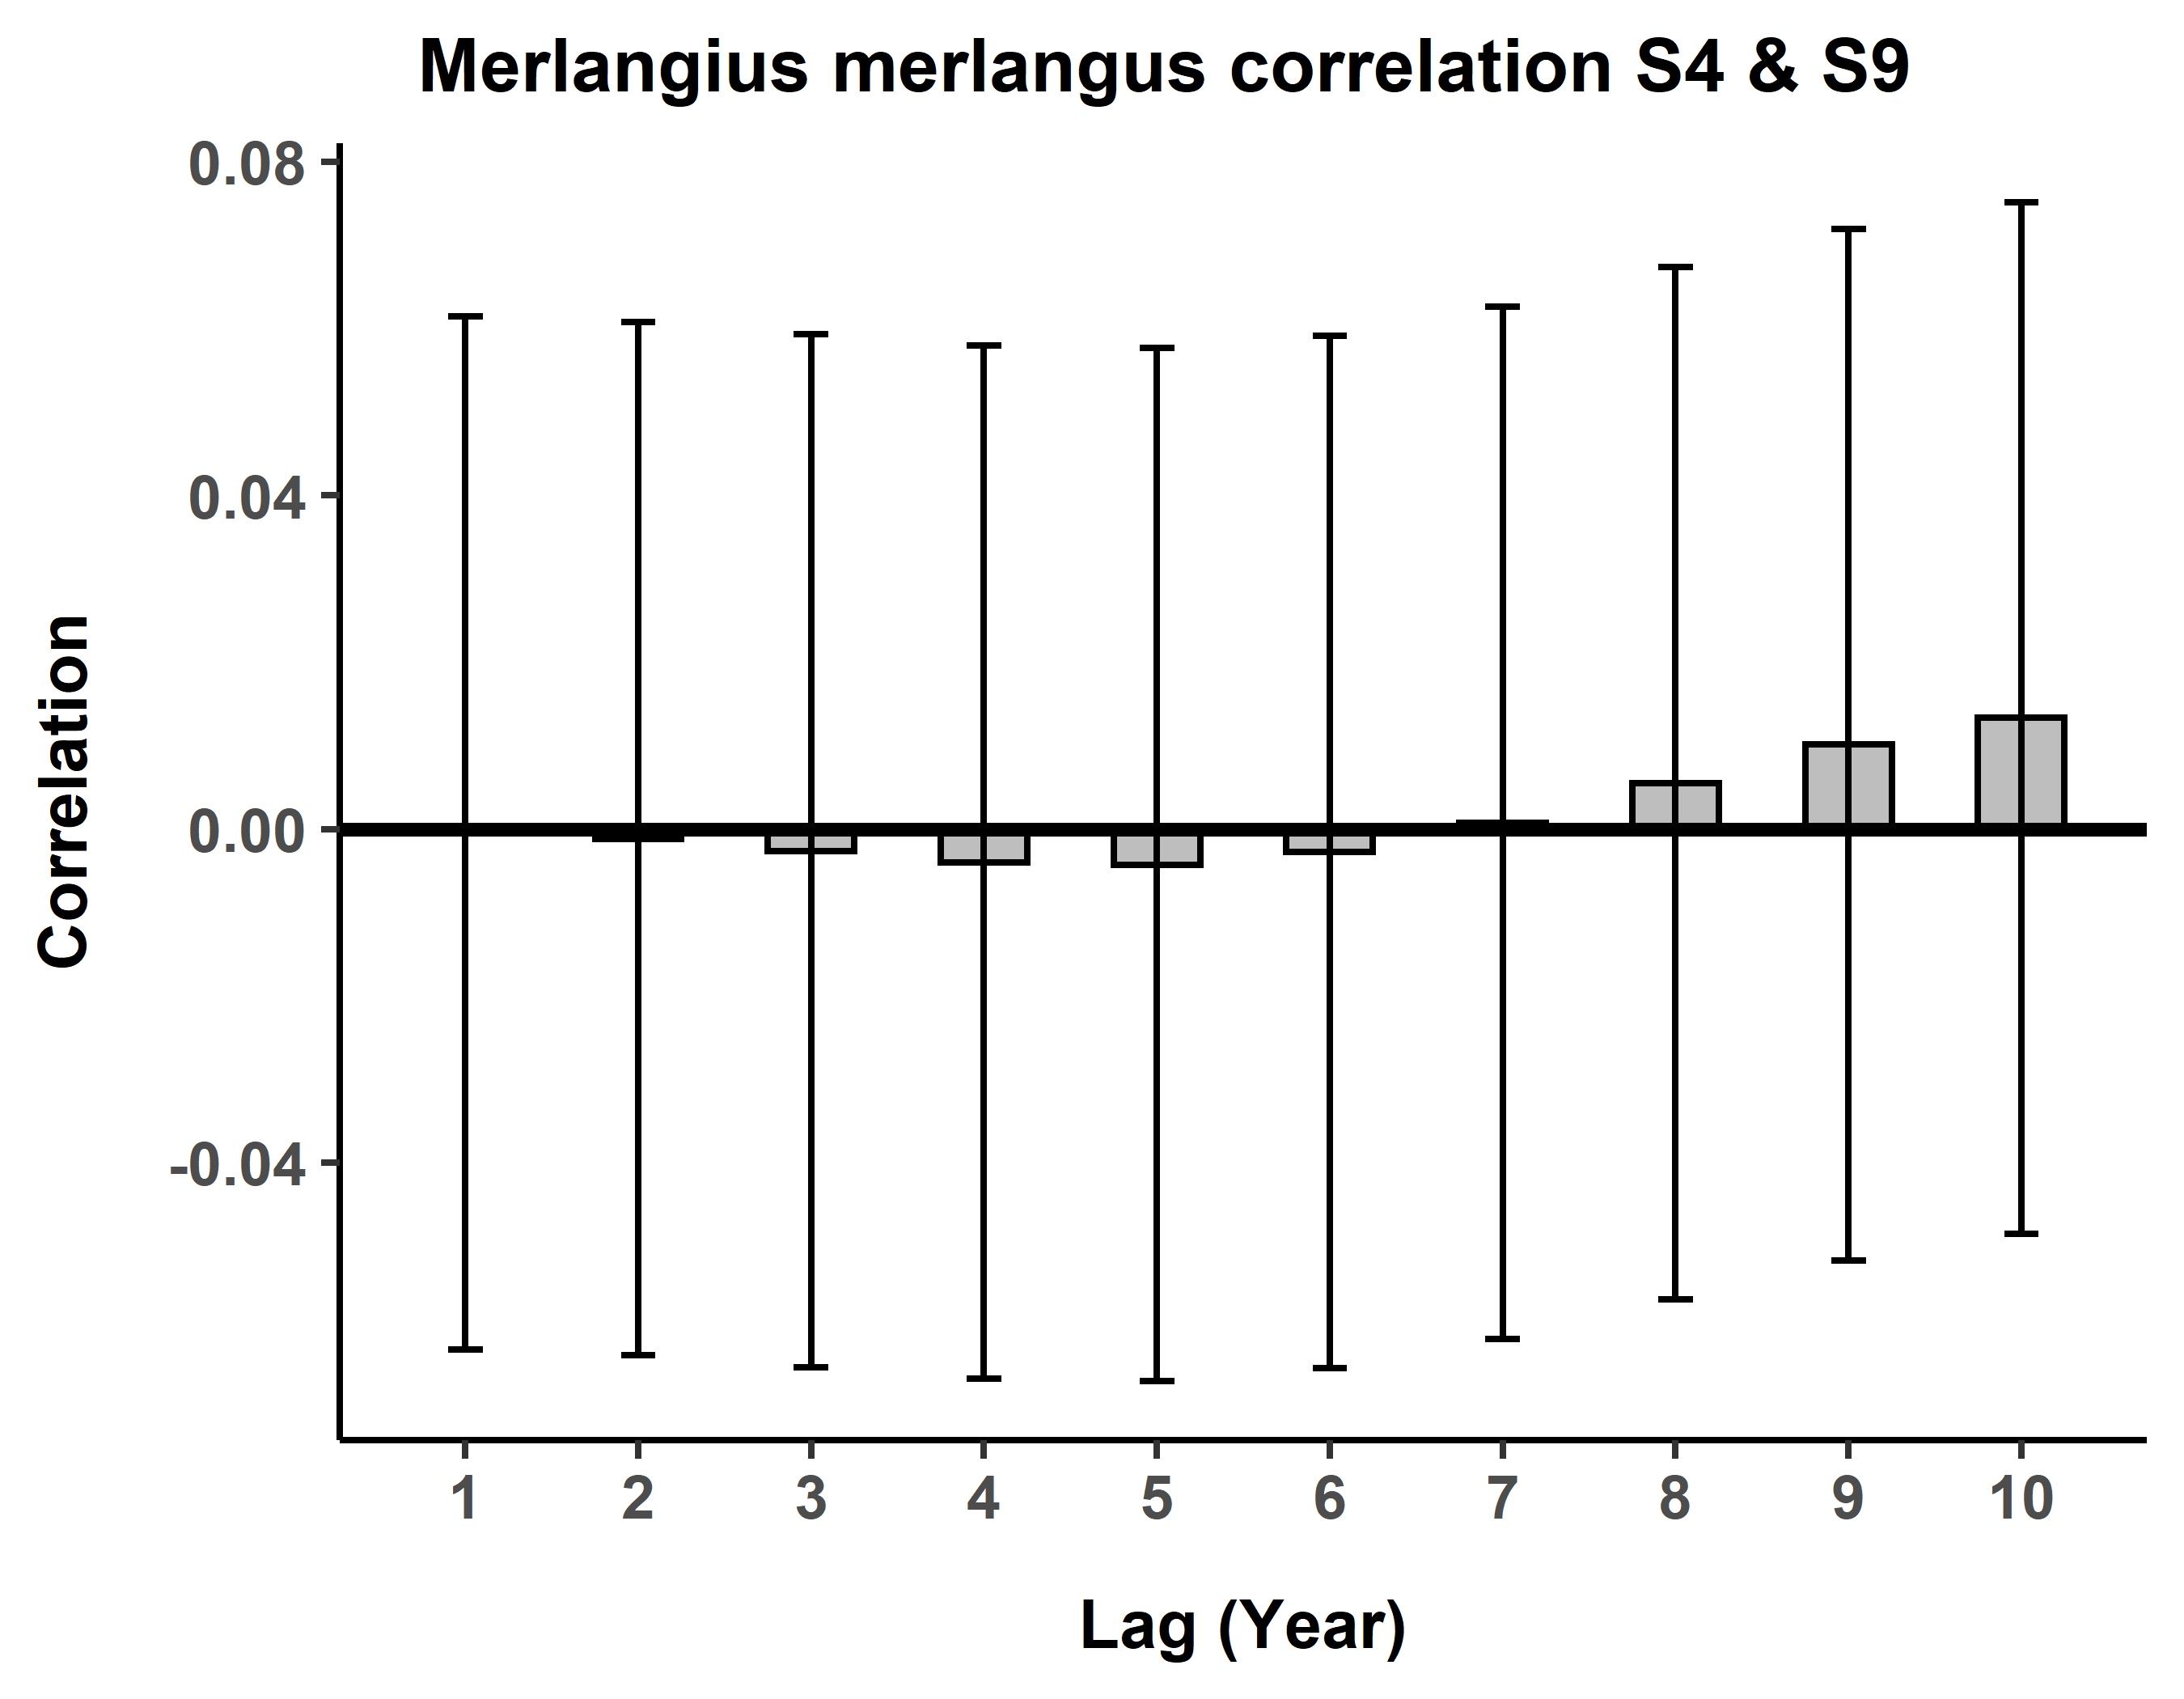 Merlangius merlangus correlation S4 & S9
0.08
0.04
0.00
-0.04
Correlation
1 2 3 4 5 6 7 8 9 10
Lag (Year)